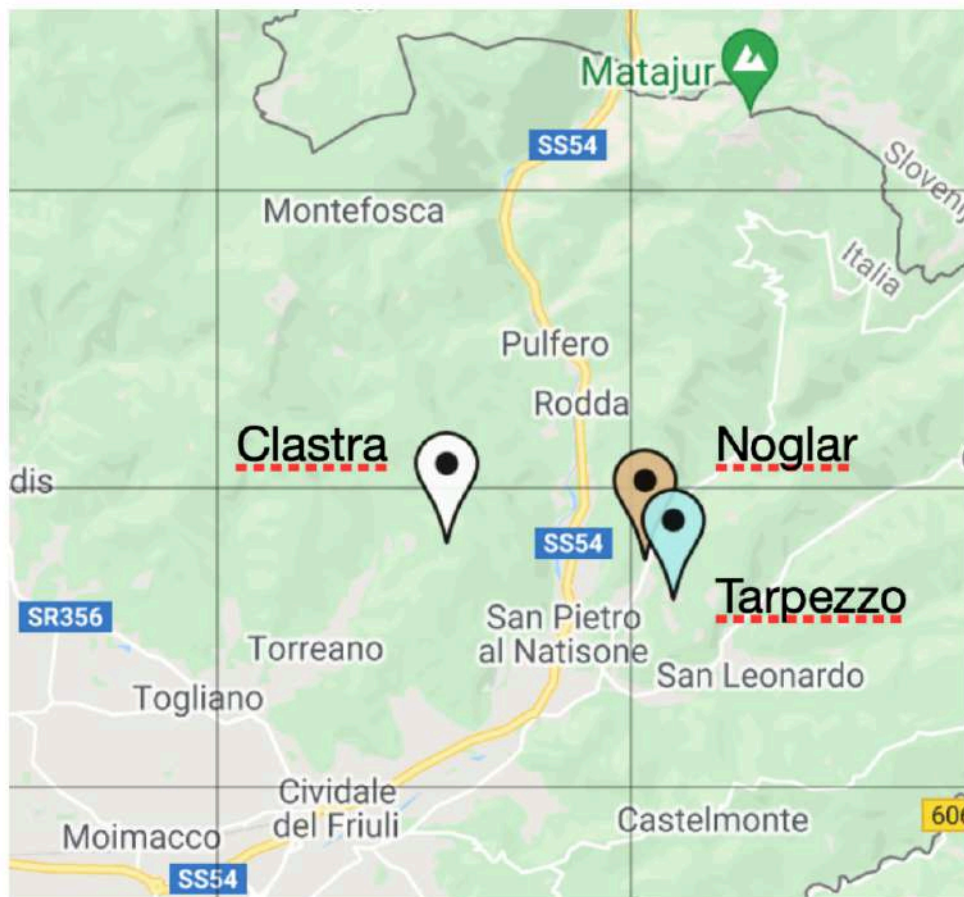 Matajur
SS54
Slovenij
Montefosca
Italia
Pulfero
Rodda
Clastra
Noglar
dis
SS54
Tarpezzo
SR356
San Pietro
al Natisone
Torreano
San Leonardo
Togliano
Cividale
del Friuli
Castelmonte
606
Moimacco
SS54